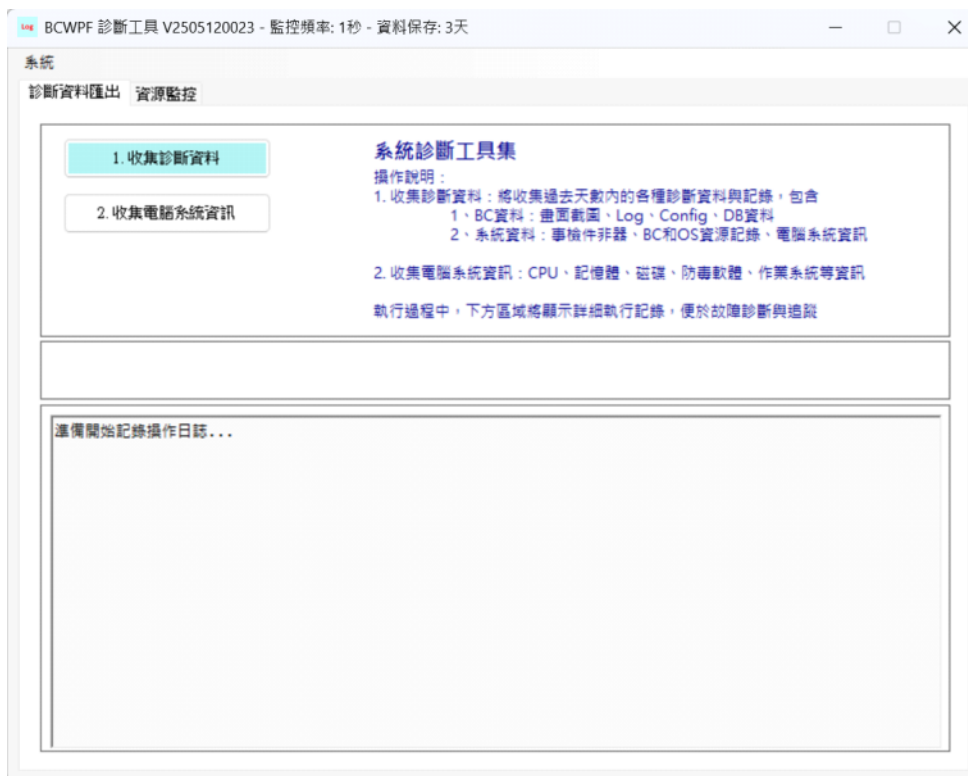 Log
BCWPF 診斷工具 V2505120023 - 監控頻率: 1秒 - 資料保存: 3天
系統
診斷資料匯出 資源監控
1. 收集診斷資料
2. 收集電腦系統資訊
系統診斷工具集
操作說明：
1. 收集診斷資料：將收集過去天數內的各種診斷資料與記錄，包含
1、BC資料：畫面截圖、Log、Config、DB資料
2、系統資料：事檢件非器、BC和OS資源記錄、電腦系統資訊
2. 收集電腦系統資訊：CPU、記憶體、磁碟、防毒軟體、作業系統等資訊
執行過程中，下方區域將顯示詳細執行記錄，便於故障診斷與追蹤
準備開始記錄操作日誌...